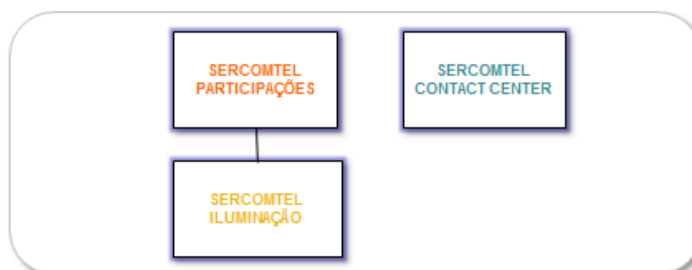 SERCOMTEL
PARTICIPAÇÕES
SERCOMTEL
CONTACT CENTER
SERCOMTEL
ILUMINAÇÃO